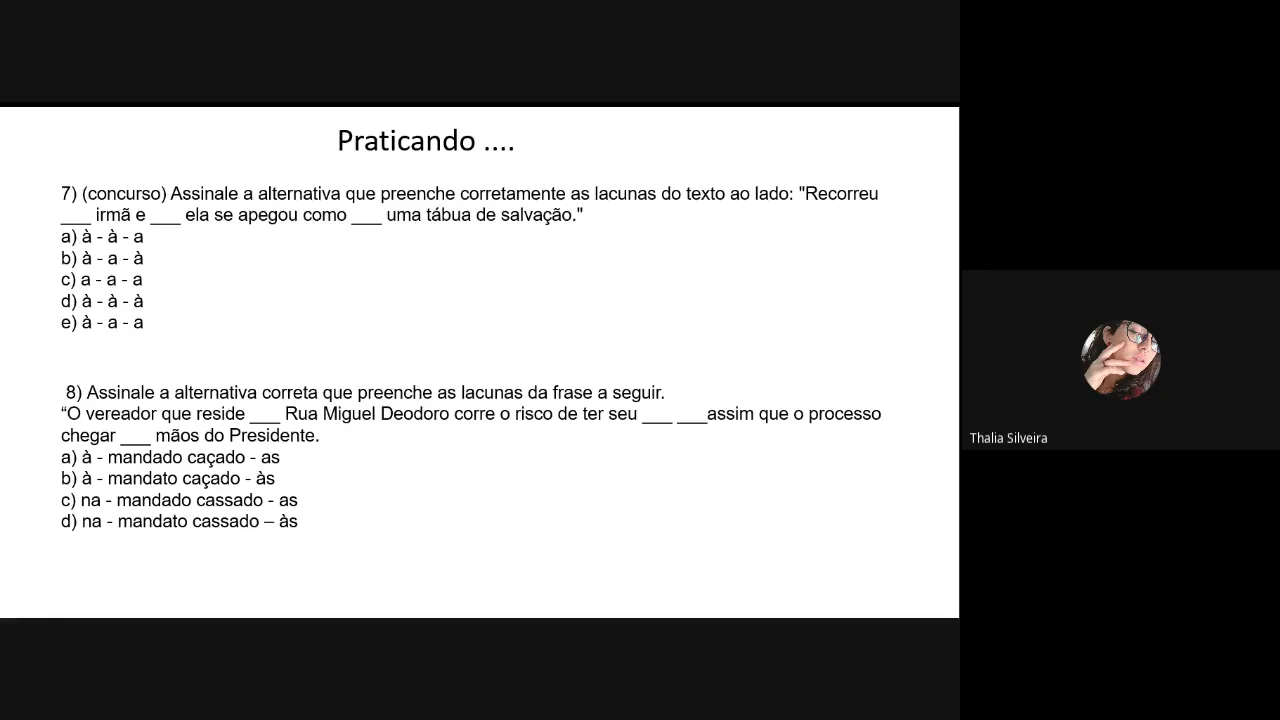 Praticando ....
7) (concurso) Assinale a alternativa que preenche corretamente as lacunas do texto ao lado: "Recorreu
___ irmã e ___ ela se apegou como ___ uma tábua de salvação."
a) à - à - a
b) à - a - à
c) a - a - a
d) à - à - à
e) à - a - a
8) Assinale a alternativa correta que preenche as lacunas da frase a seguir.
“O vereador que reside ___ Rua Miguel Deodoro corre o risco de ter seu ___ ___assim que o processo
chegar ___ mãos do Presidente.
a) à - mandado caçado - as
b) à - mandato caçado - às
c) na - mandado cassado - as
d) na - mandato cassado – às
Thalia Silveira